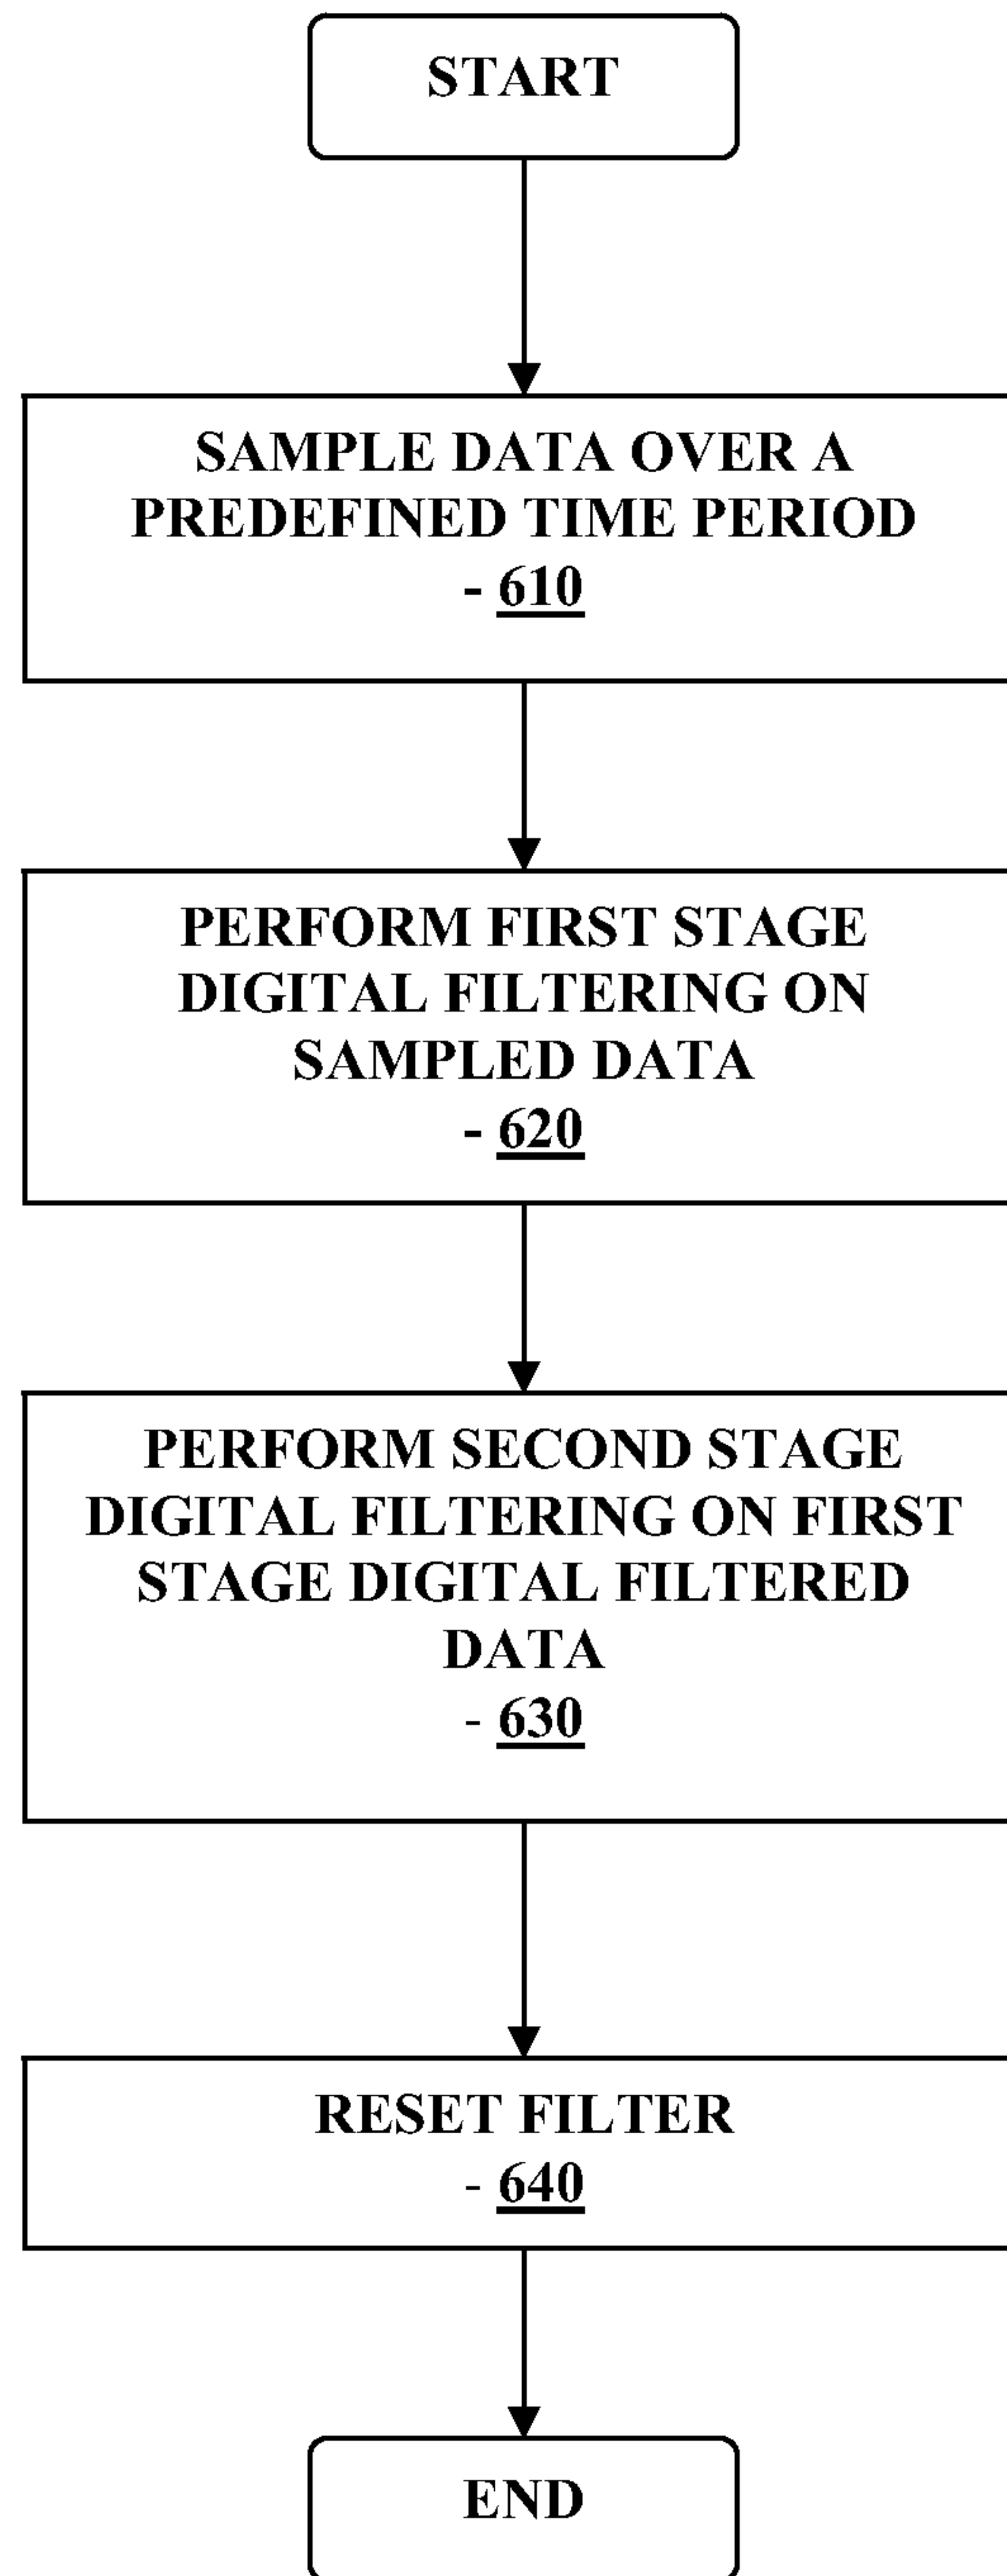 START
SAMPLE DATA OVER A
PREDEFINED TIME PERIOD
- 610
PERFORM FIRST STAGE
DIGITAL FILTERING ON
SAMPLED DATA
- 620
PERFORM SECOND STAGE
DIGITAL FILTERING ON FIRST
STAGE DIGITAL FILTERED
DATA
- 630
RESET FILTER
- 640
END